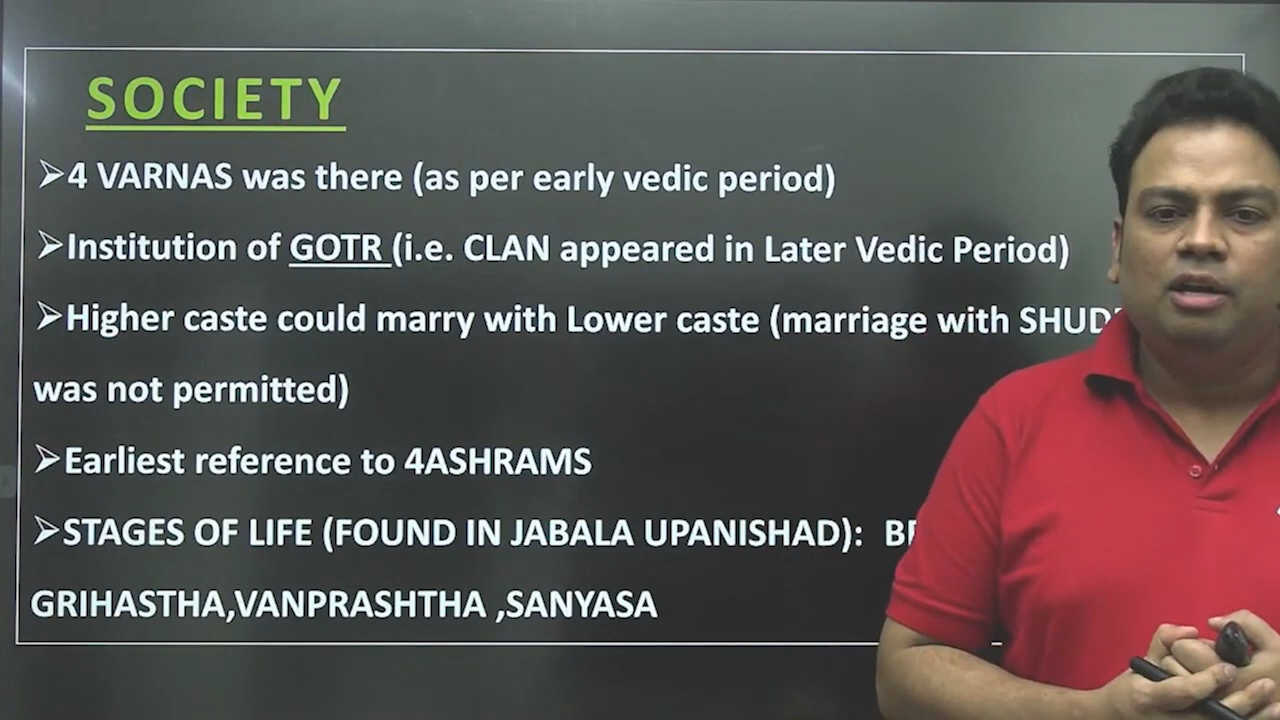 SOCIETY
➢4 VARNAS was there (as per early vedic period)
➢Institution of GOTR (i.e. CLAN appeared in Later Vedic Period)
➢Higher caste could marry with Lower caste (marriage with
was not permitted)
➢Earliest reference to 4ASHRAMS
➢STAGES OF LIFE (FOUND IN JABALA UPANISHAD):
GRIHASTHA,VANPRASHTHA ,SANYASA